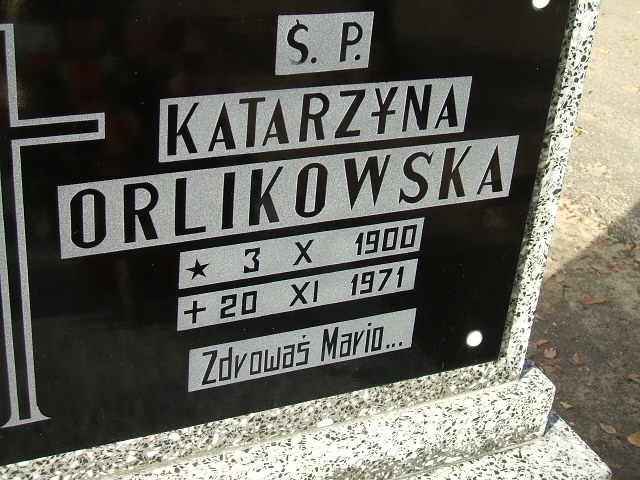 Ś. P.
KATARZYNA
ORLIKOWSKA
★ 3 X 1900
+ 20 XI 1971
Zdrowaś Mario...